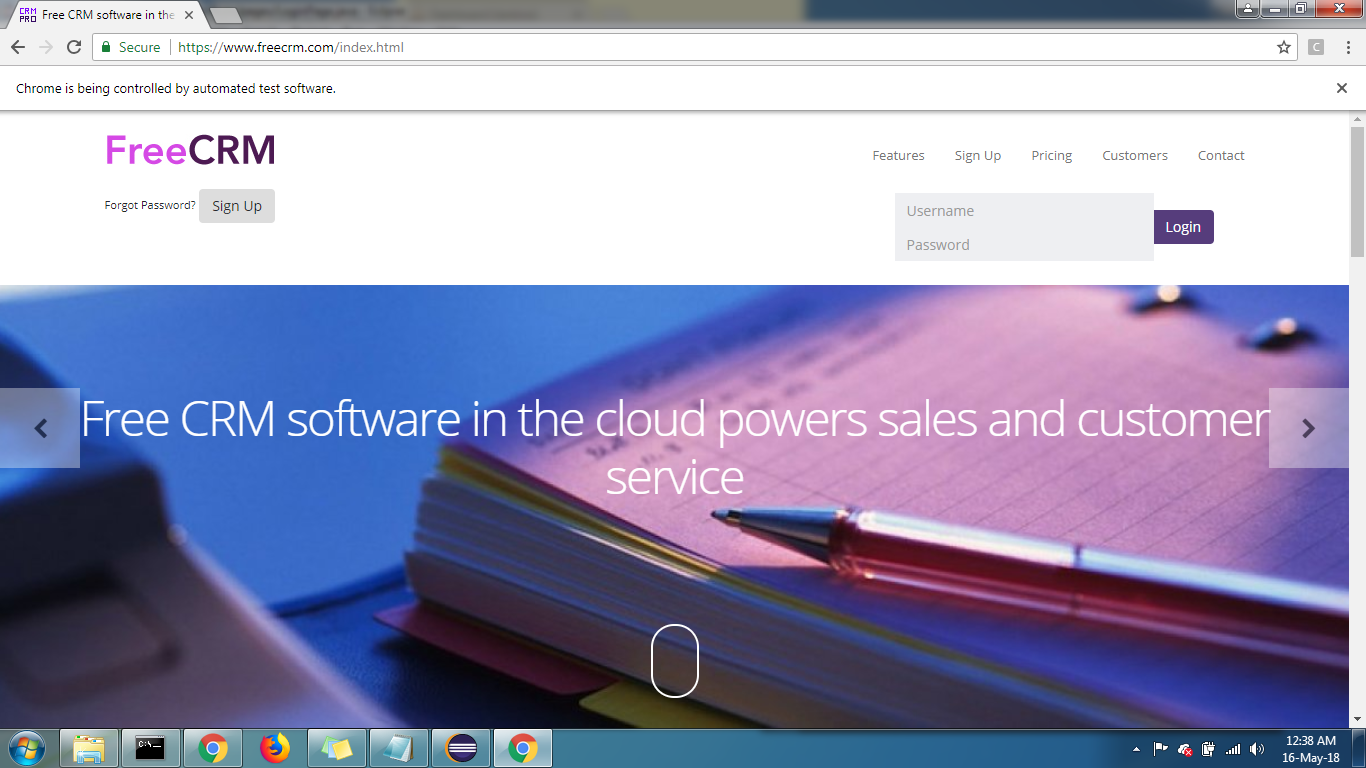 CRM
PRO
Free CRM software in the
Secure
https://www.freecrm.com/index.html
C
Chrome is being controlled by automated test software.
FreeCRM
Features Sign Up Pricing Customers Contact
Forgot Password? Sign Up
Username
Password
Login
Free CRM software in the cloud powers sales and customer
service
C:\
12:38 AM
16-May-18